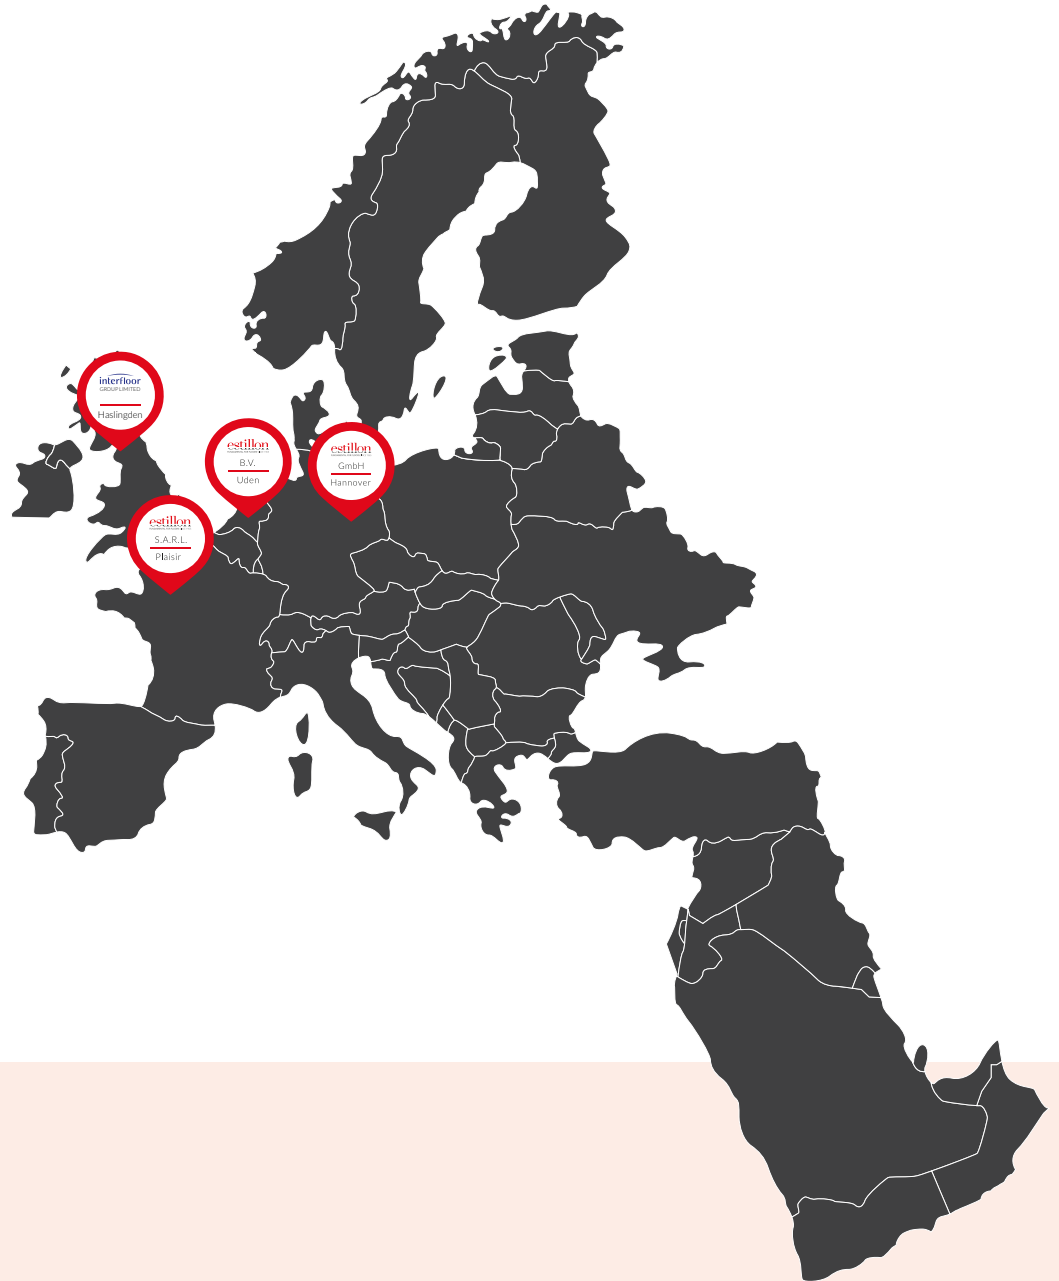 interfloor
GROUP LIMITED
Haslingden
estillon
B.V.
Uden
estillon
GmbH
Hannover
estillon
S.A.R.L.
Plaisir